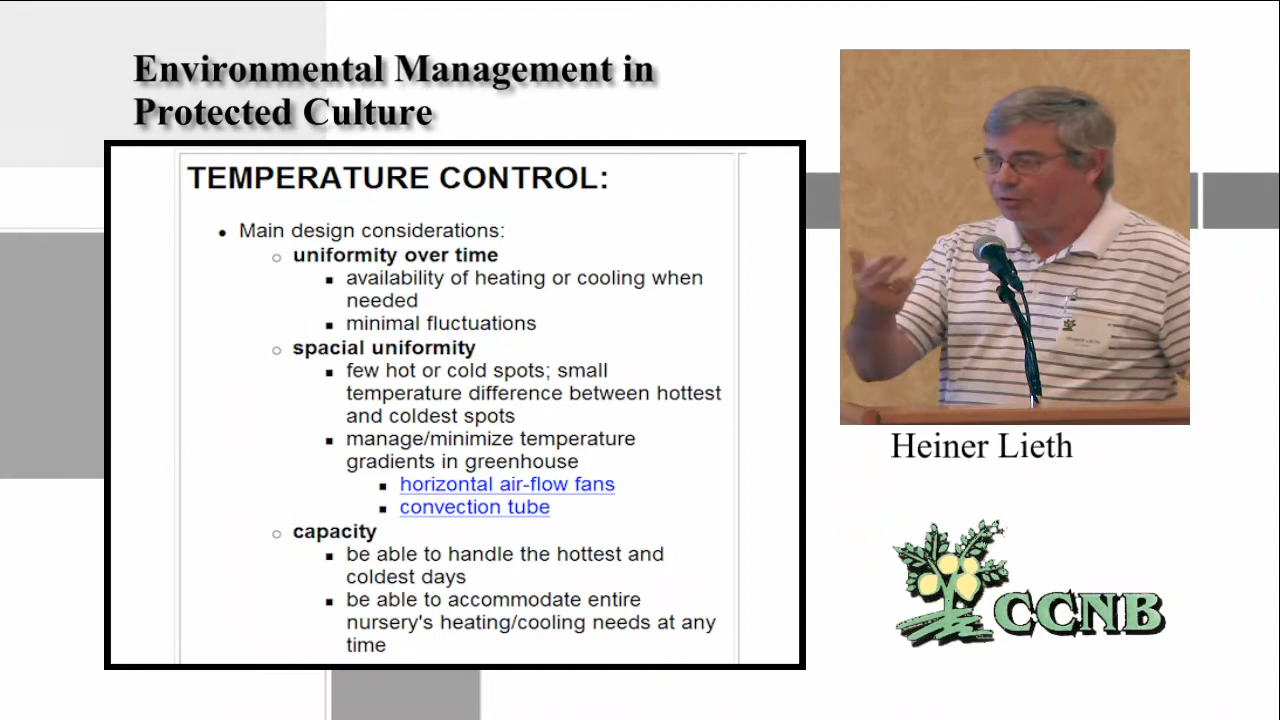 Environmental Management in
Protected Culture
TEMPERATURE CONTROL:
• Main design considerations:
○ uniformity over time
▪ availability of heating or cooling when
needed
▪ minimal fluctuations
○ spacial uniformity
▪ few hot or cold spots; small
temperature difference between hottest
and coldest spots
▪ manage/minimize temperature
gradients in greenhouse
▪ horizontal air-flow fans
▪ convection tube
○ capacity
▪ be able to handle the hottest and
coldest days
▪ be able to accommodate entire
nursery's heating/cooling needs at any
time
Heiner Lieth
CCNB